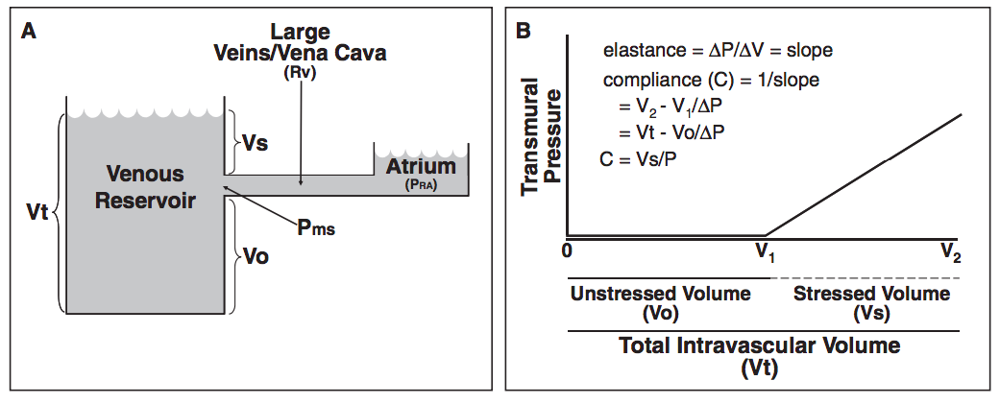 A
Large
Veins/Vena Cava
(Rv)
Vs
Venous
Reservoir
Atrium
(PRA)
Vt
Pms
Vo
B
elastance = ΔP/ΔV = slope
compliance (C) = 1/slope
= V2 - V1/ΔP
= Vt - Vo/ΔP
C = Vs/P
Transmural
Pressure
0
V1
V2
Unstressed Volume
(Vo)
Stressed Volume
(Vs)
Total Intravascular Volume
(Vt)